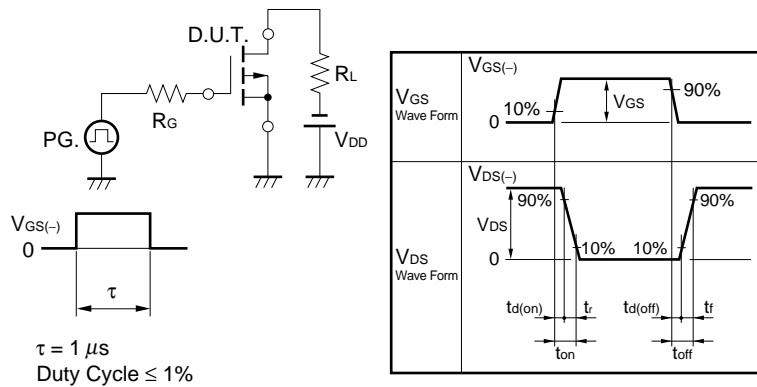 D.U.T.
RL
RG
PG.
VDD
VGS(−)
0
τ
τ = 1 μs
Duty Cycle ≤ 1%
VGS
Wave Form
VGS(−)
10%
VGS
90%
0
VDS
Wave Form
VDS(−)
90%
VDS
10%
10%
90%
0
td(on)
tr
td(off)
tf
ton
toff